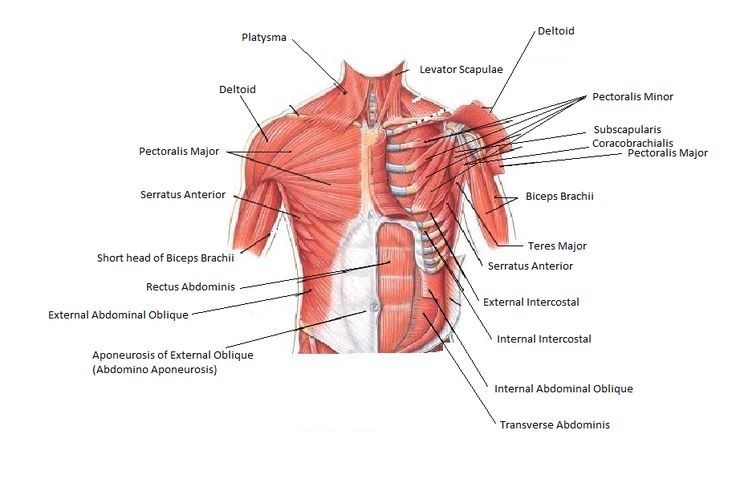 Platysma
Deltoid
Pectoralis Major
Serratus Anterior
Short head of Biceps Brachii
Rectus Abdominis
External Abdominal Oblique
Aponeurosis of External Oblique
(Abdomino Aponeurosis)
Deltoid
Levator Scapulae
Pectoralis Minor
Subscapularis
Coracobrachialis
Pectoralis Major
Biceps Brachii
Teres Major
Serratus Anterior
External Intercostal
Internal Intercostal
Internal Abdominal Oblique
Transverse Abdominis